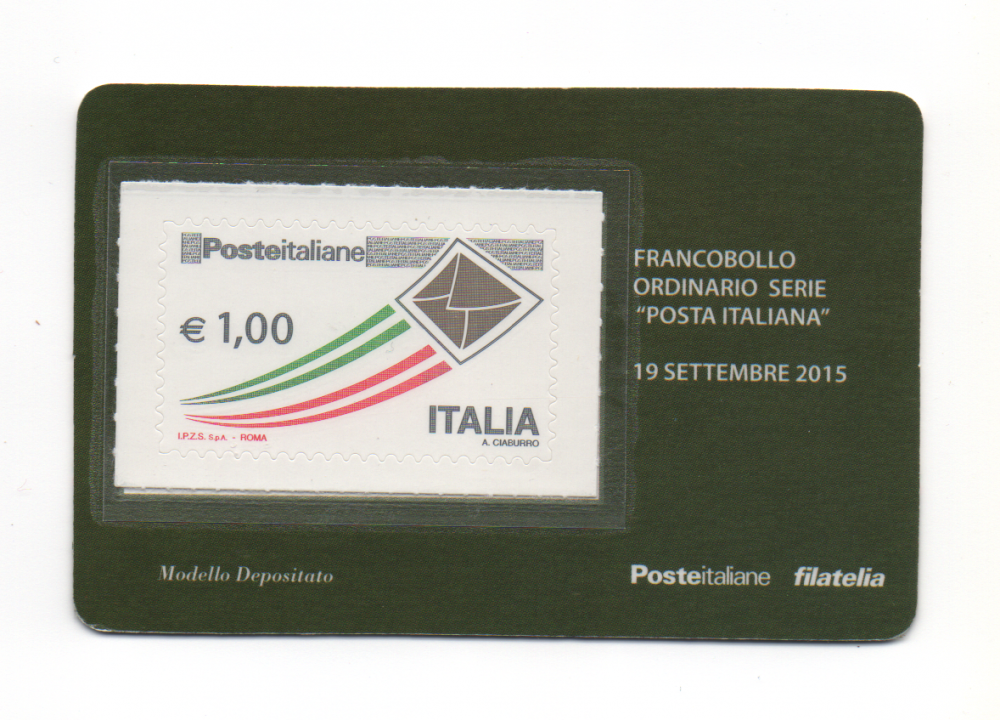 Posteitaliane
€ 1,00
ITALIA
A. CIABURRO
I.P.Z.S. S.p.A. - ROMA
FRANCOBOLLO
ORDINARIO SERIE
"POSTA ITALIANA"
19 SETTEMBRE 2015
Modello Depositato
Posteitaliane filatelia